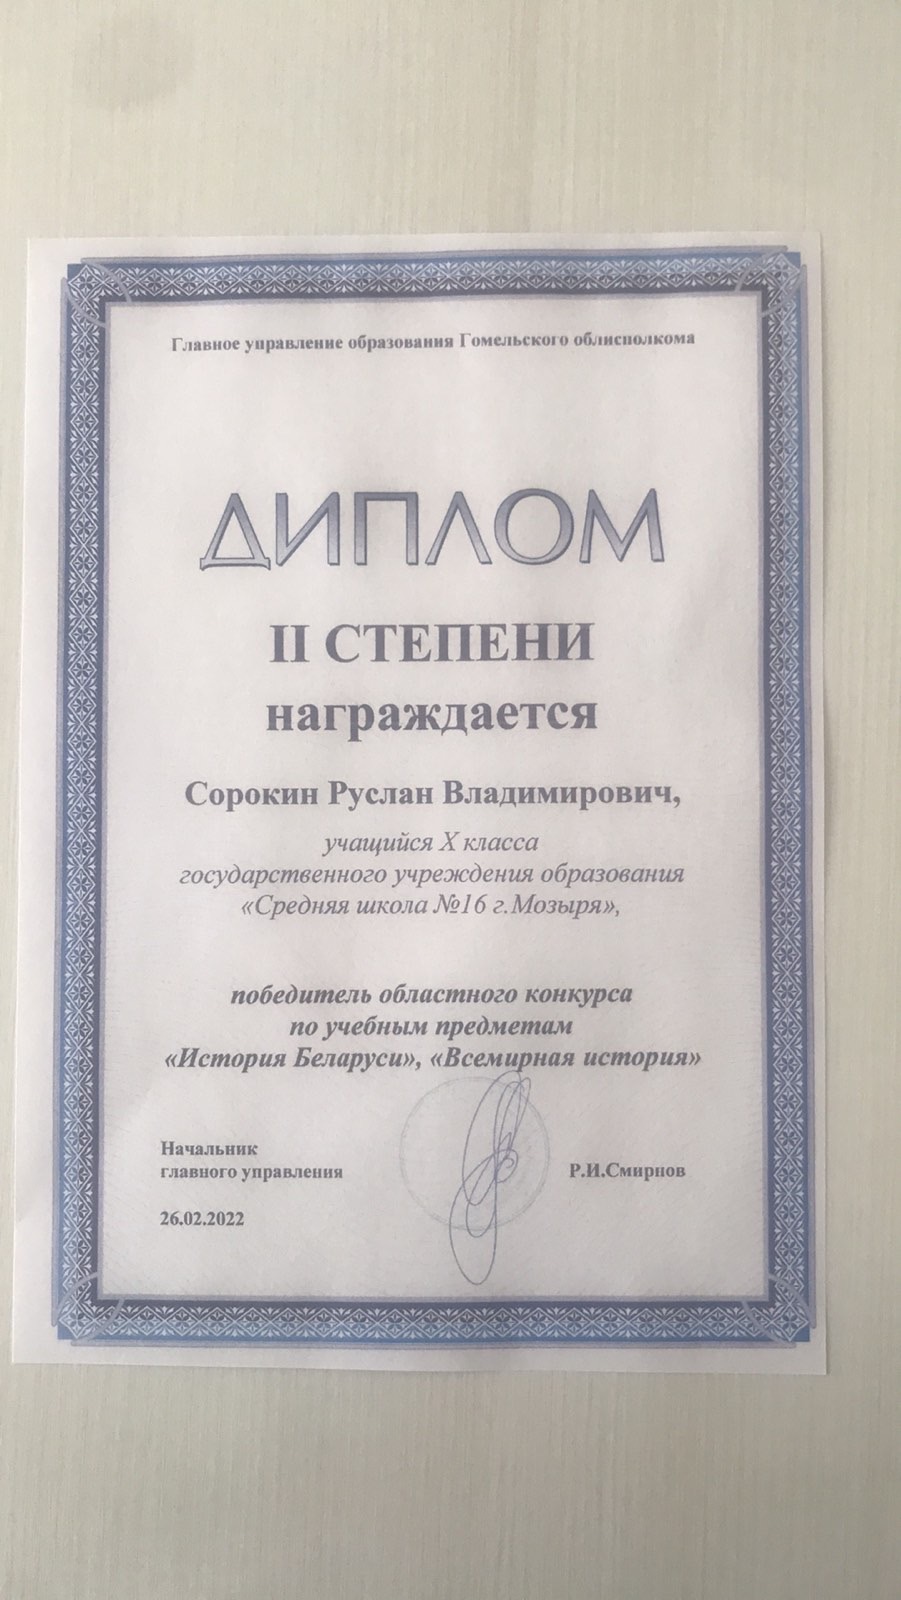 Главное управление образования Гомельского облисполкома
ДИПЛОМ
II СТЕПЕНИ
награждается
Сорокин Руслан Владимирович,
учащийся X класса
государственного учреждения образования
«Средняя школа №16 г.Мозыря»,
победитель областного конкурса
по учебным предметам
«История Беларуси», «Всемирная история»
Начальник
главного управления
Р.И.Смирнов
26.02.2022